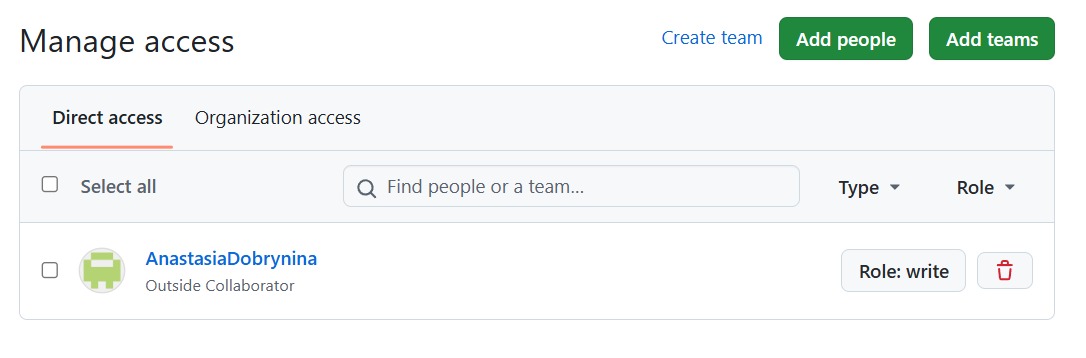 Manage access
Create team
Add people
Add teams
Direct access
Organization access
Select all
Find people or a team...
Type
Role
AnastasiaDobrynina
Outside Collaborator
Role: write